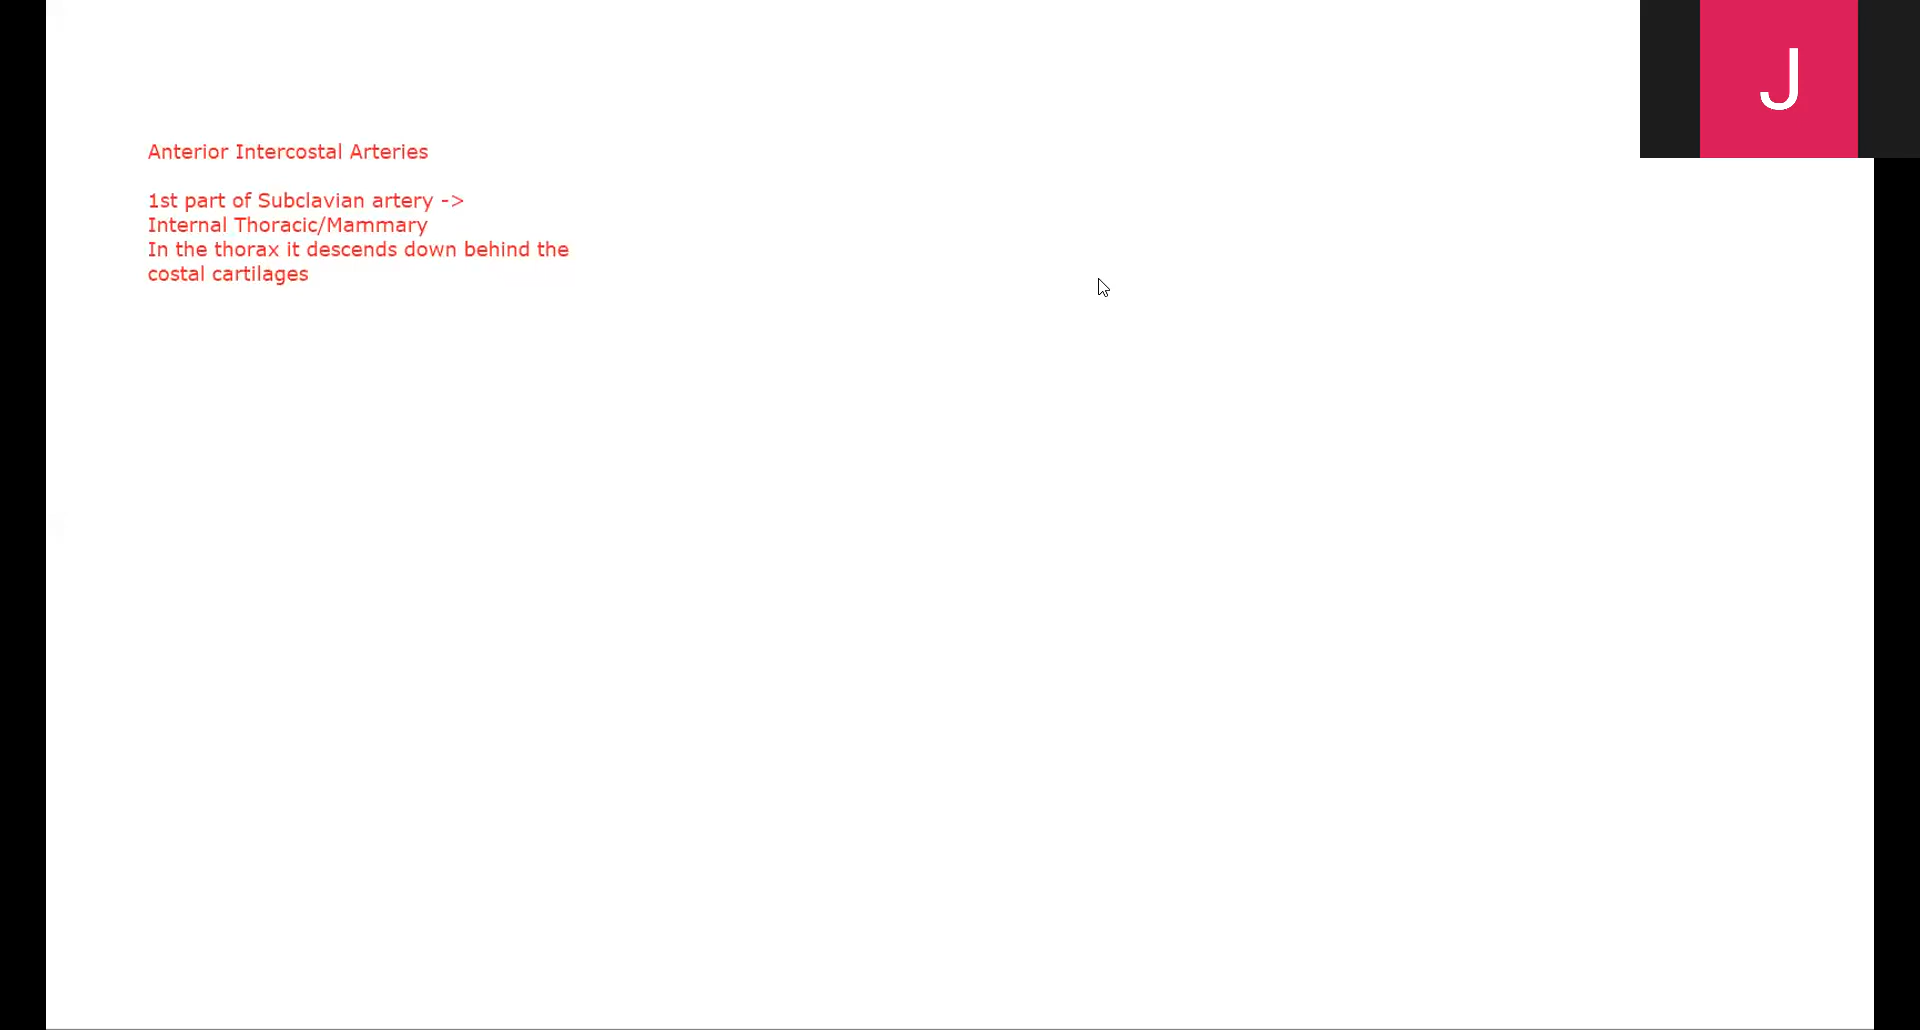 J
Anterior Intercostal Arteries
1st part of Subclavian artery ->
Internal Thoracic/Mammary
In the thorax it descends down behind the
costal cartilages